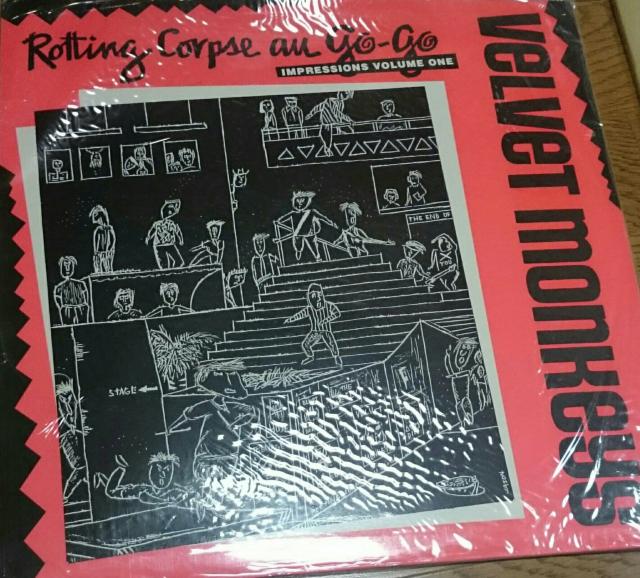 Rotting Corpse au Go-Go
IMPRESSIONS VOLUME ONE
VELVET MONKEYS
THE END OF
STAGE